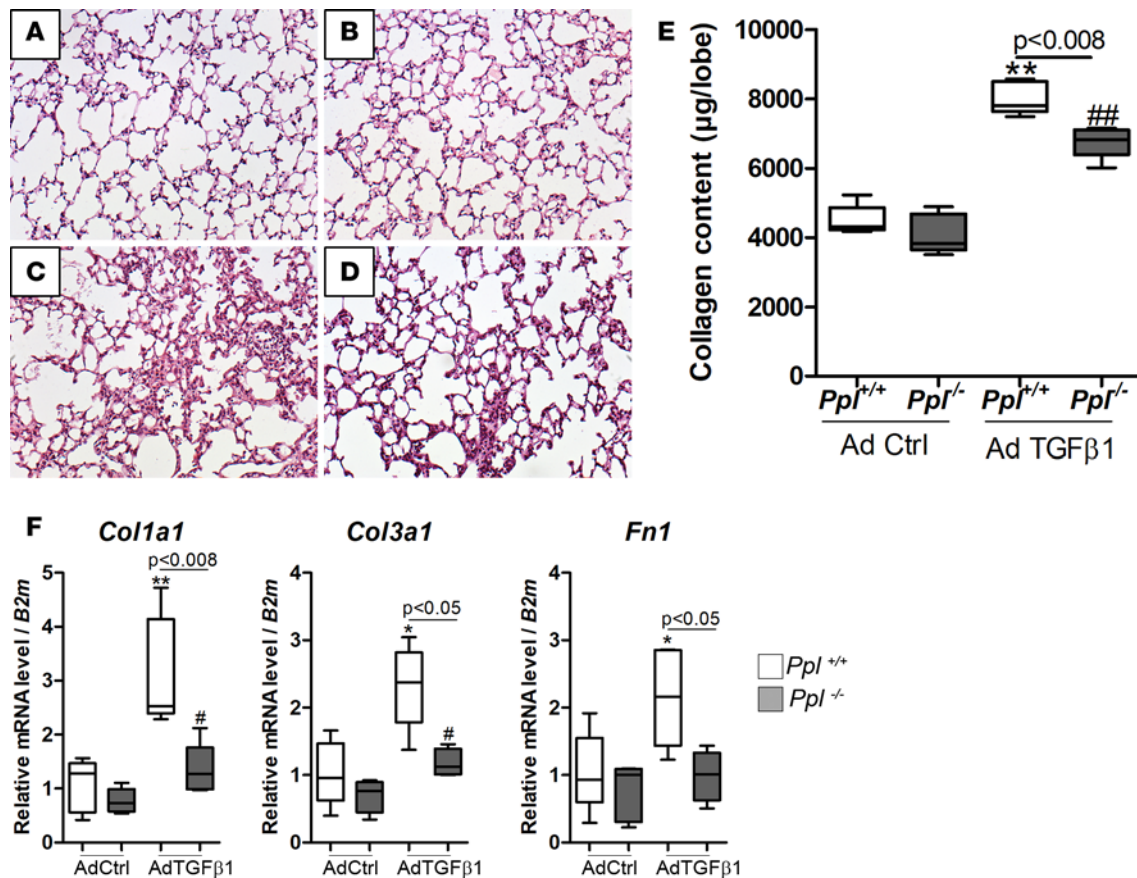 A
B
C
D
E
10000
8000
6000
4000
2000
0
Collagen content (µg/lobe)
p<0.008
**
##
Ppl+/+ Ppl-/- Ppl+/+ Ppl-/-
Ad Ctrl Ad TGFβ1
F
Col1a1
5
4
3
2
1
0
Relative mRNA level / B2m
p<0.008
**
#
AdCtrl AdTGFβ1
Col3a1
4
3
2
1
0
Relative mRNA level / B2m
p<0.05
*
#
AdCtrl AdTGFβ1
Fn1
4
3
2
1
0
Relative mRNA level / B2m
p<0.05
*
AdCtrl AdTGFβ1
Ppl +/+
Ppl -/-